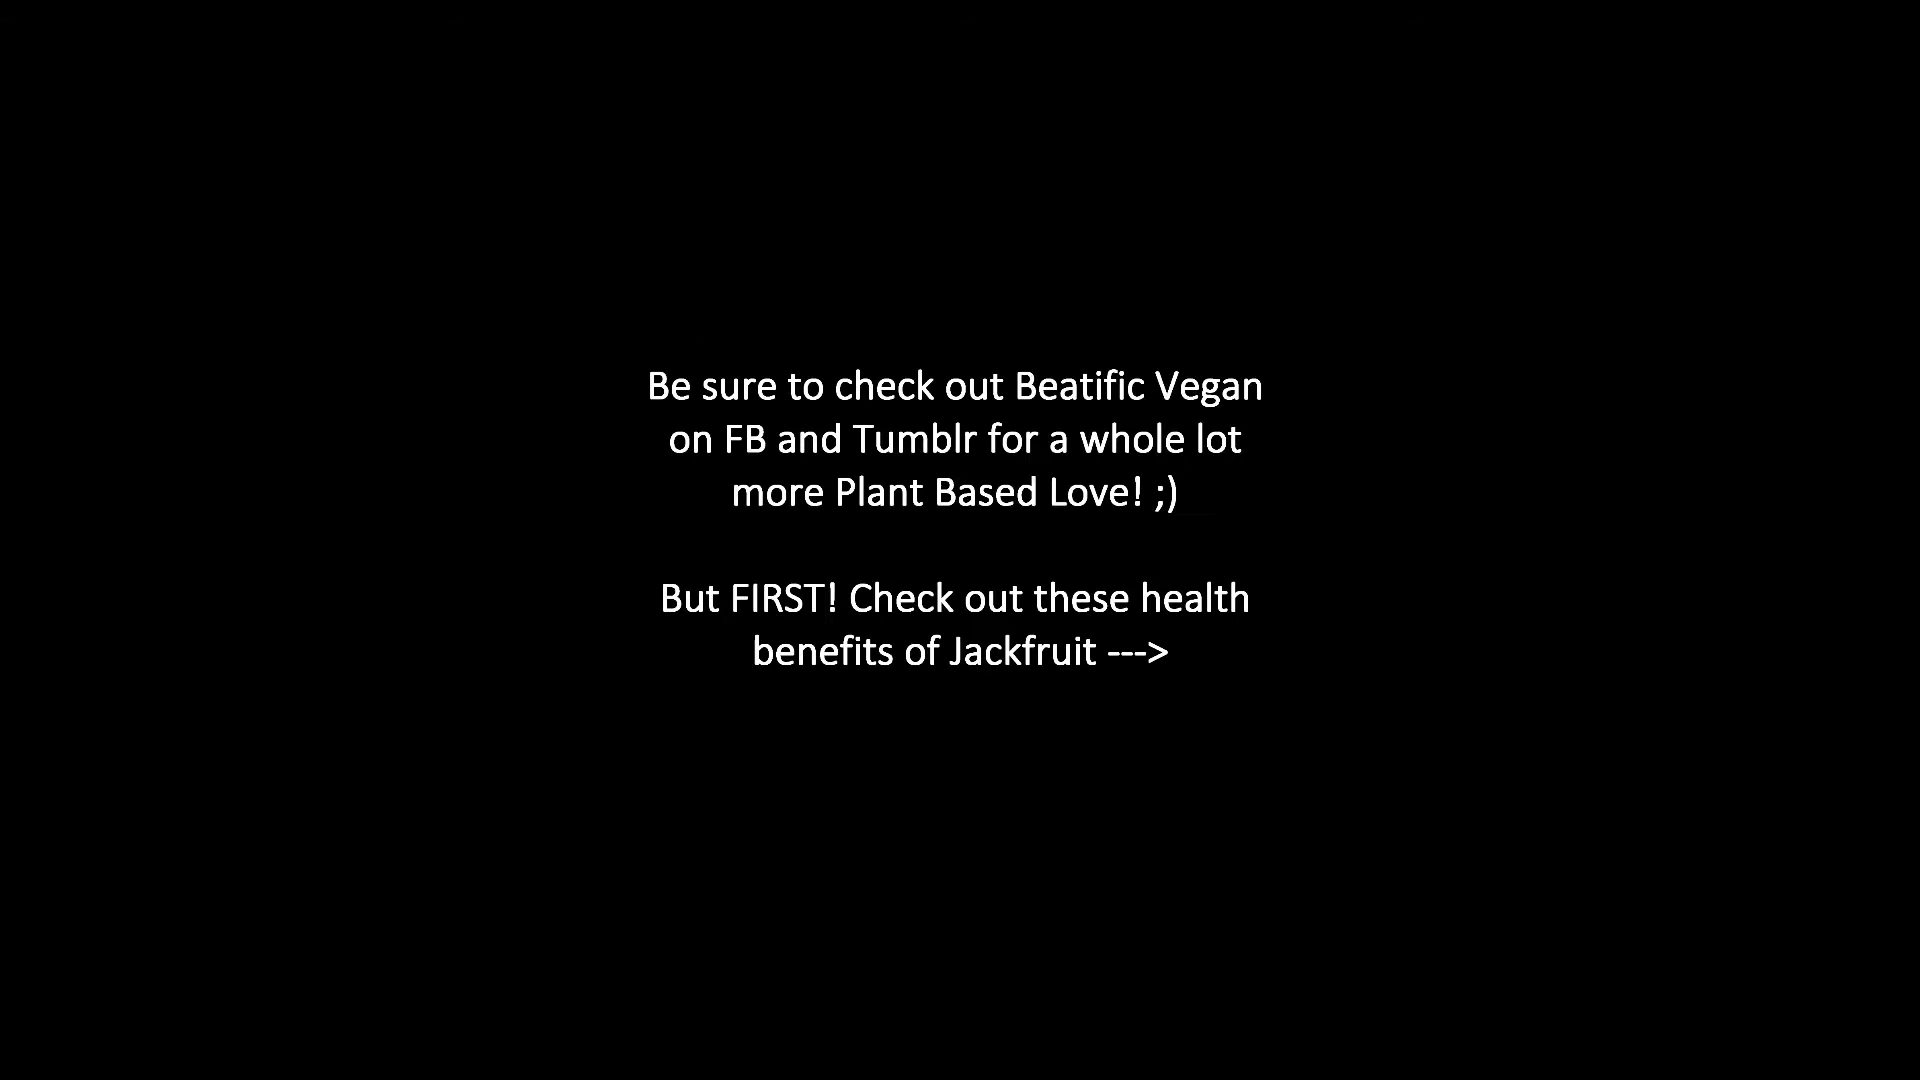 Be sure to check out Beatific Vegan
on FB and Tumblr for a whole lot
more Plant Based Love! ;)
But FIRST! Check out these health
benefits of Jackfruit --->